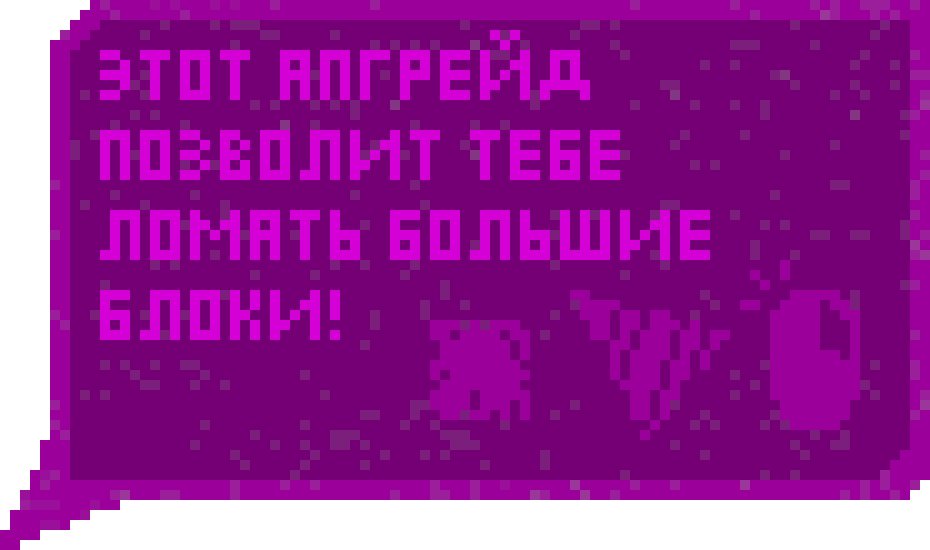 ЭТОТ АПГРЕЙД
ПОЗВОЛИТ ТЕБЕ
ЛОМАТЬ БОЛЬШИЕ
БЛОКИ!